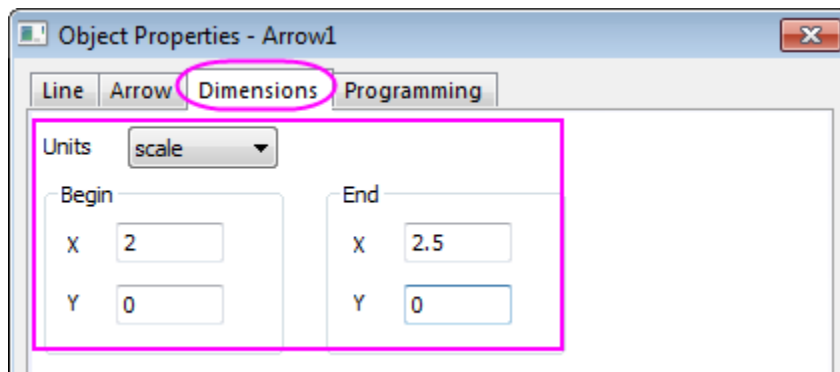 Object Properties - Arrow1
Line Arrow Dimensions Programming
Units scale
Begin End
X 2 X 2.5
Y 0 Y 0